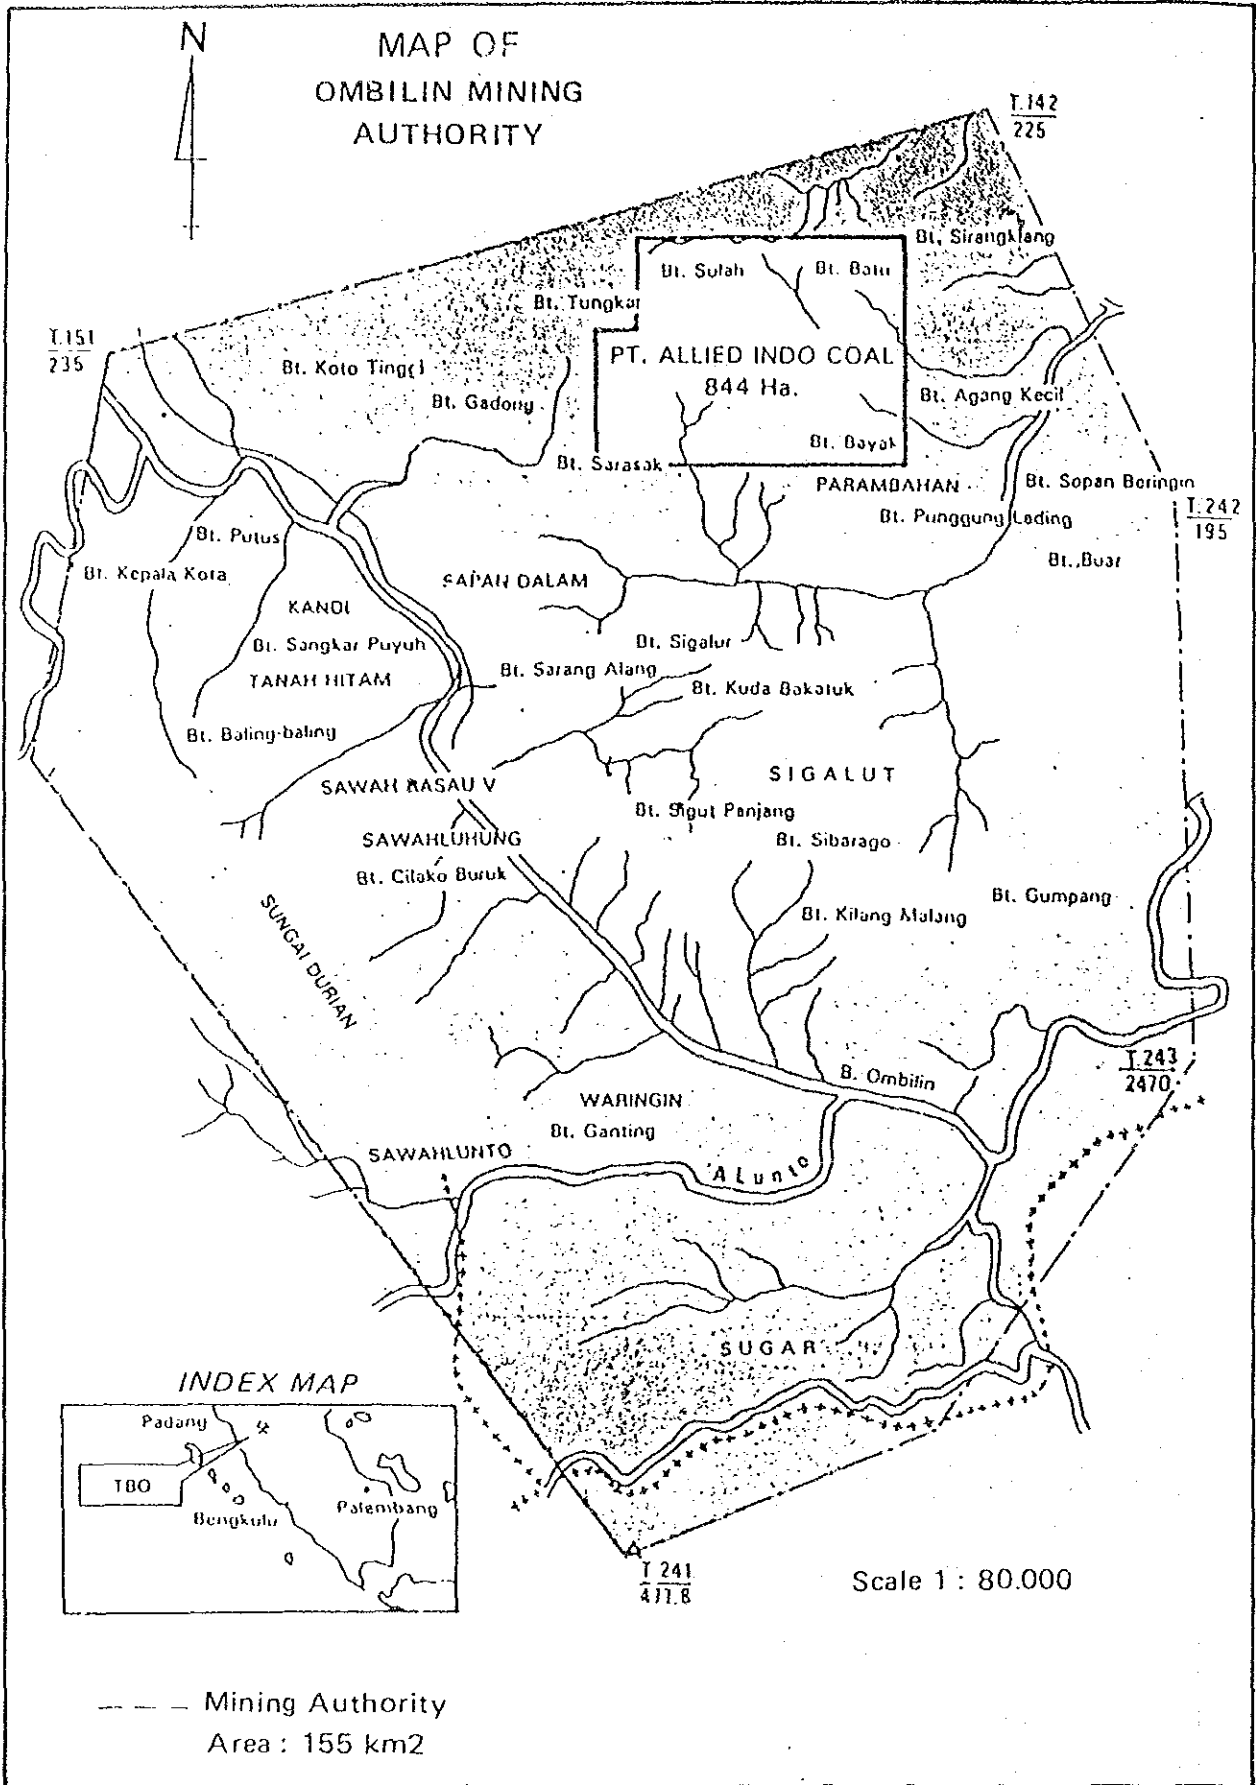 N
MAP OF
OMBILIN MINING
AUTHORITY
T.142
225
Bt. Sirangklang
Bt. Sulah
Bt. Batu
Bt. Tungkar
T.151
235
PT. ALLIED INDO COAL
844 Ha.
Bt. Koto Tinggi
Bt. Gadong
Bt. Agang Kecil
Bt. Bayak
Bt. Sarasak
PARAMBAHAN
Bt. Sopan Beringin
T.242
195
Bt. Punggung Lading
Bt. Putus
Bt. Buar
Bt. Kepala Kota
SAPAN DALAM
KANDI
Bt. Sangkar Puyuh
Bt. Sigalur
TANAH HITAM
Bt. Sarang Alang
Bt. Kuda Bakatuk
Bt. Baling-baling
SIGALUT
SAWAH RASAU V
Bt. Sigut Panjang
SAWAHLUHUNG
Bt. Sibarago
Bt. Cilako Buruk
Bt. Gumpang
Bt. Kilang Malang
SUNGAI DURIAN
T.243
2470
B. Ombilin
WARINGIN
Bt. Ganting
SAWAHLUNTO
A Lunto
SUGAR
INDEX MAP
Padang
TBO
Bengkulu
Palembang
T 241
477.8
Scale 1 : 80.000
Mining Authority
Area : 155 km2